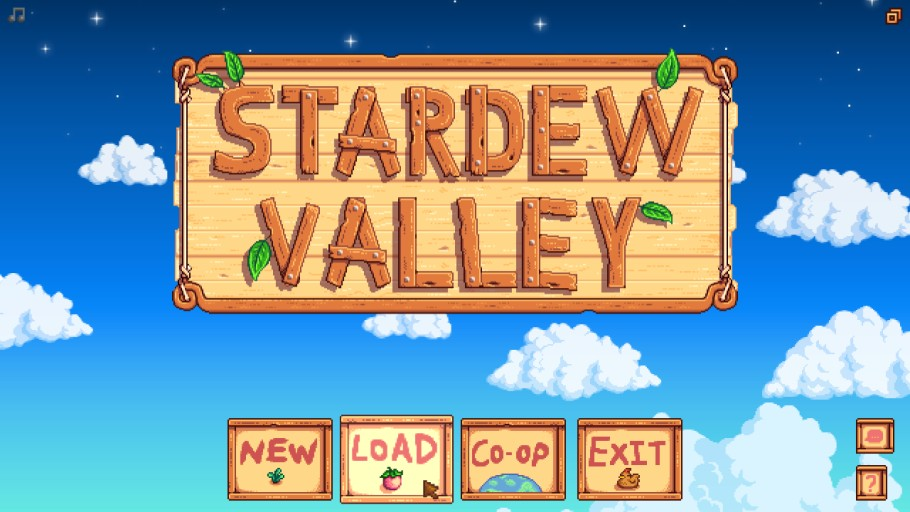 STARDEW
VALLEY
NEW
LOAD
Co-op
EXIT
?